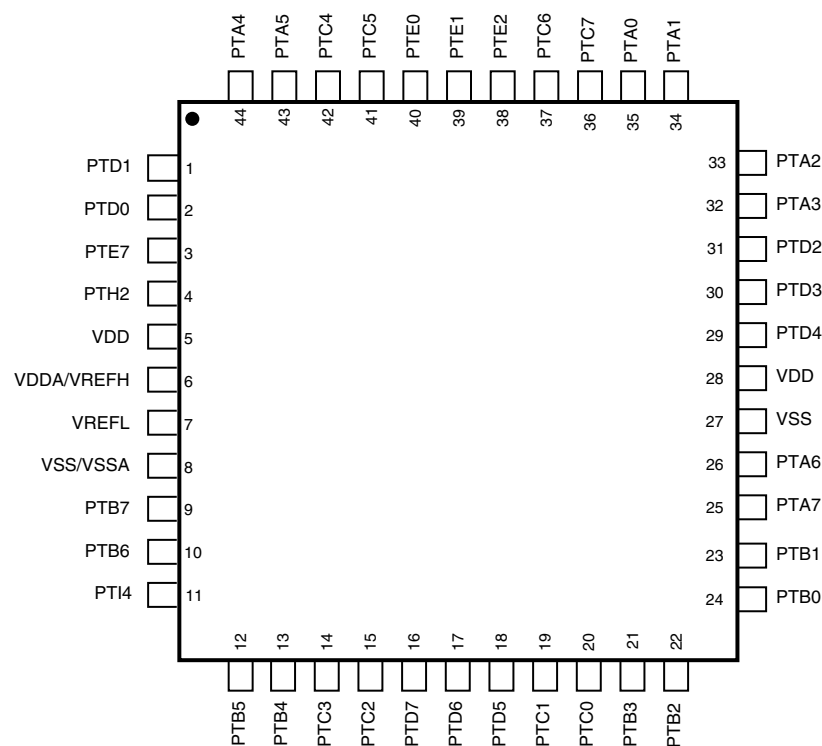 PTA4 PTA5 PTC4 PTC5 PTE0 PTE1 PTE2 PTC6 PTC7 PTA0 PTA1
44 43 42 41 40 39 38 37 36 35 34
PTD1 1
PTD0 2
PTE7 3
PTH2 4
VDD 5
VDDA/VREFH 6
VREFL 7
VSS/VSSA 8
PTB7 9
PTB6 10
PTI4 11
33 PTA2
32 PTA3
31 PTD2
30 PTD3
29 PTD4
28 VDD
27 VSS
26 PTA6
25 PTA7
23 PTB1
24 PTB0
12 13 14 15 16 17 18 19 20 21 22
PTB5 PTB4 PTC3 PTC2 PTD7 PTD6 PTD5 PTC1 PTC0 PTB3 PTB2